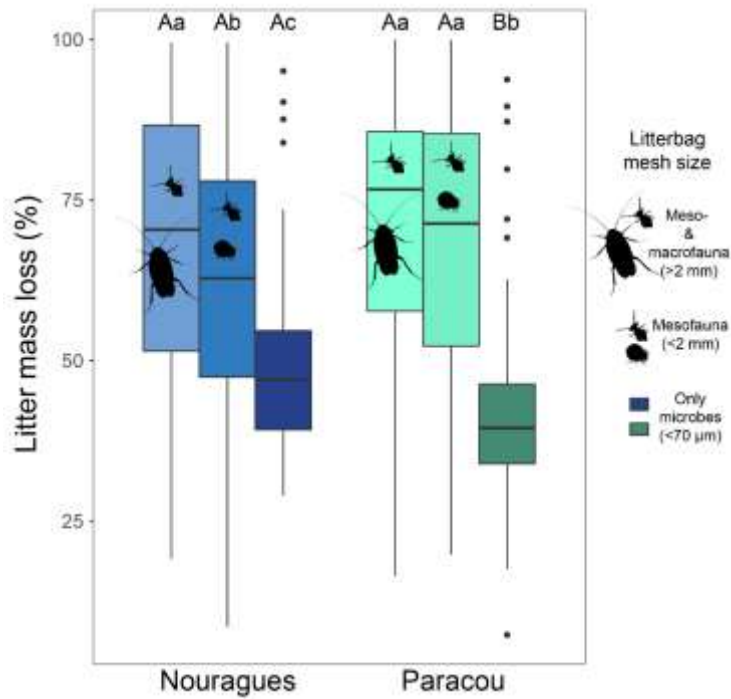 Aa Ab Ac Aa Aa Bb
100
75
50
25
Litter mass loss (%)
Nouragues Paracou
Litterbag
mesh size
Meso-
&
macrofauna
(>2 mm)
Mesofauna
(<2 mm)
Only
microbes
(<70 µm)